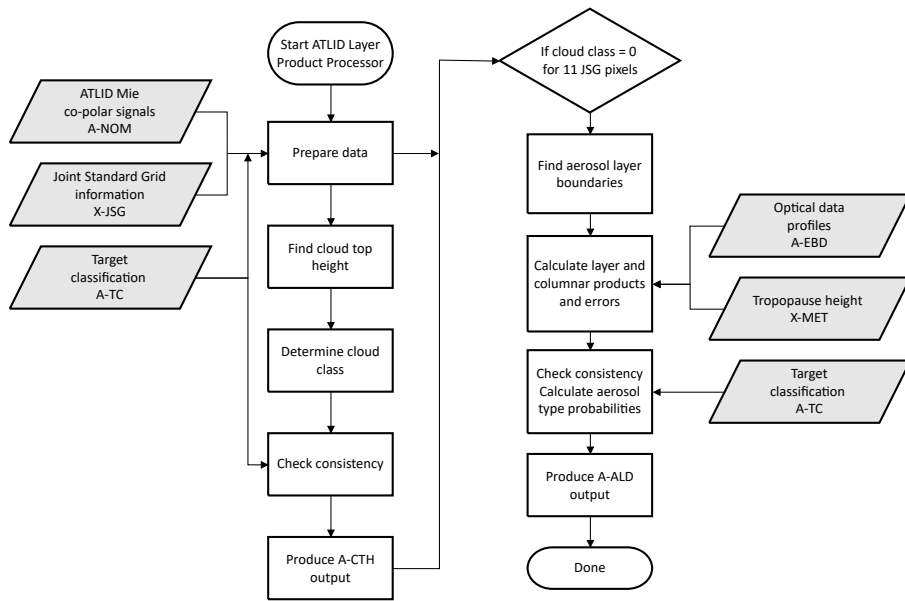 Start ATLID Layer
Product Processor
ATLID Mie
co-polar signals
A-NOM
Joint Standard Grid
information
X-JSG
Target
classification
A-TC
Prepare data
Find cloud top
height
Determine cloud
class
Check consistency
Produce A-CTH
output
If cloud class = 0
for 11 JSG pixels
Find aerosol layer
boundaries
Calculate layer and
columnar products
and errors
Optical data
profiles
A-EBD
Tropopause height
X-MET
Check consistency
Calculate aerosol
type probabilities
Target
classification
A-TC
Produce A-ALD
output
Done